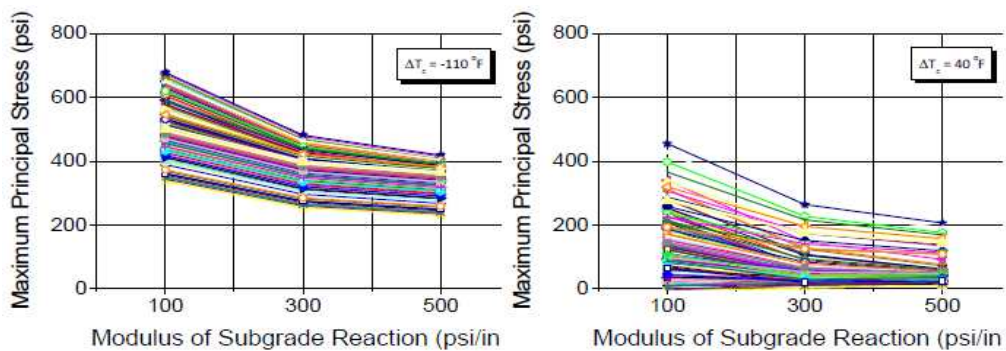 Maximum Principal Stress (psi)
800
600
400
200
0
ΔTc = -110 °F
100
300
500
Modulus of Subgrade Reaction (psi/in
Maximum Principal Stress (psi)
800
600
400
200
0
ΔTc = 40 °F
100
300
500
Modulus of Subgrade Reaction (psi/in